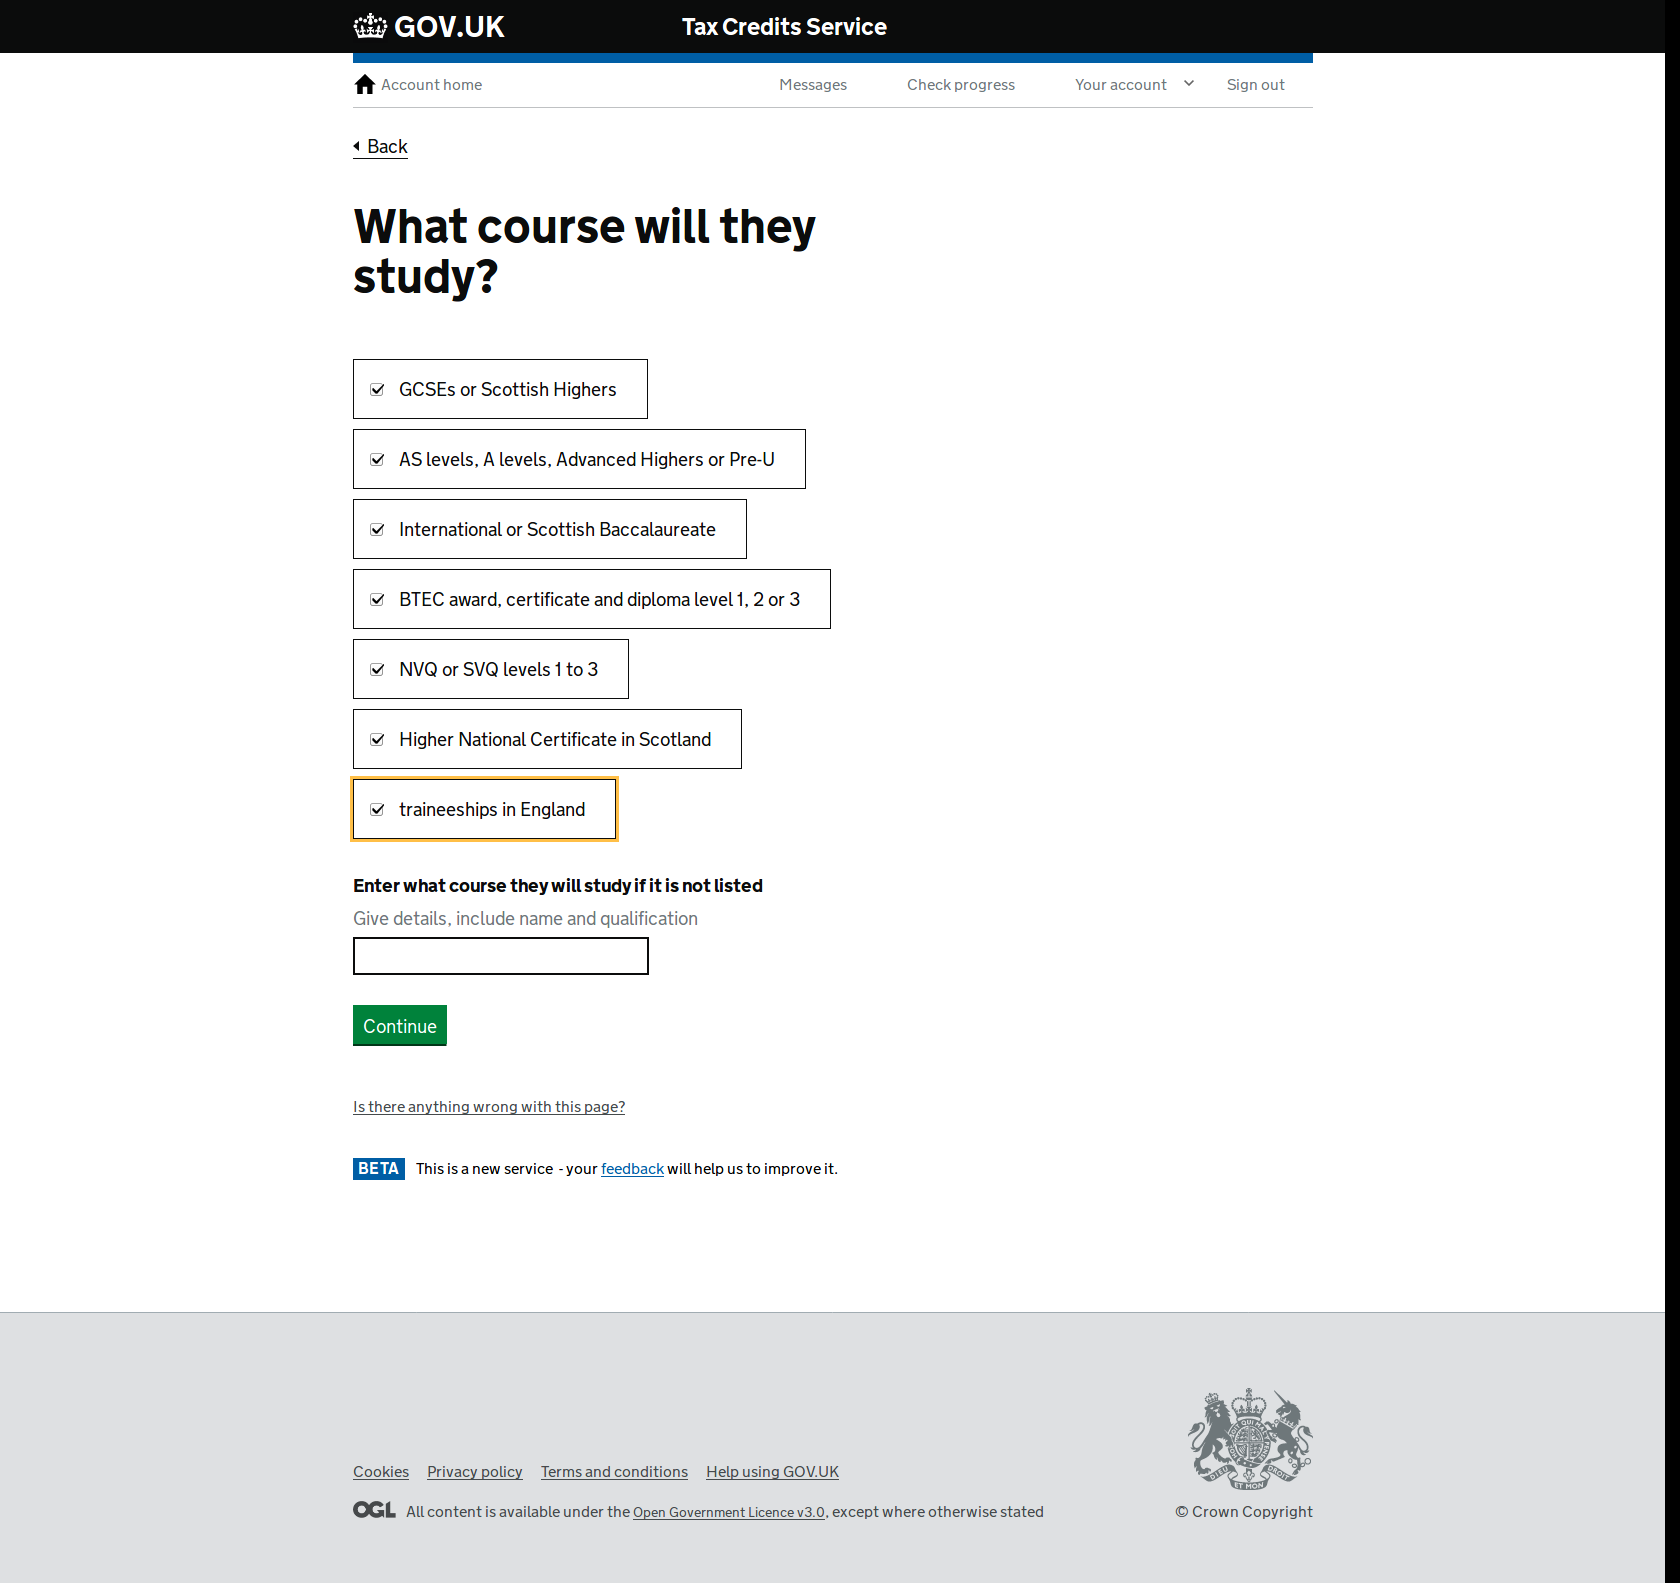 GOV.UK
Tax Credits Service
Account home
Messages
Check progress
Your account
Sign out
Back
What course will they
study?
GCSEs or Scottish Highers
AS levels, A levels, Advanced Highers or Pre-U
International or Scottish Baccalaureate
BTEC award, certificate and diploma level 1, 2 or 3
NVQ or SVQ levels 1 to 3
Higher National Certificate in Scotland
traineeships in England
Enter what course they will study if it is not listed
Give details, include name and qualification
Continue
Is there anything wrong with this page?
BETA This is a new service - your feedback will help us to improve it.
Cookies Privacy policy Terms and conditions Help using GOV.UK
OGL All content is available under the Open Government Licence v3.0, except where otherwise stated
© Crown Copyright